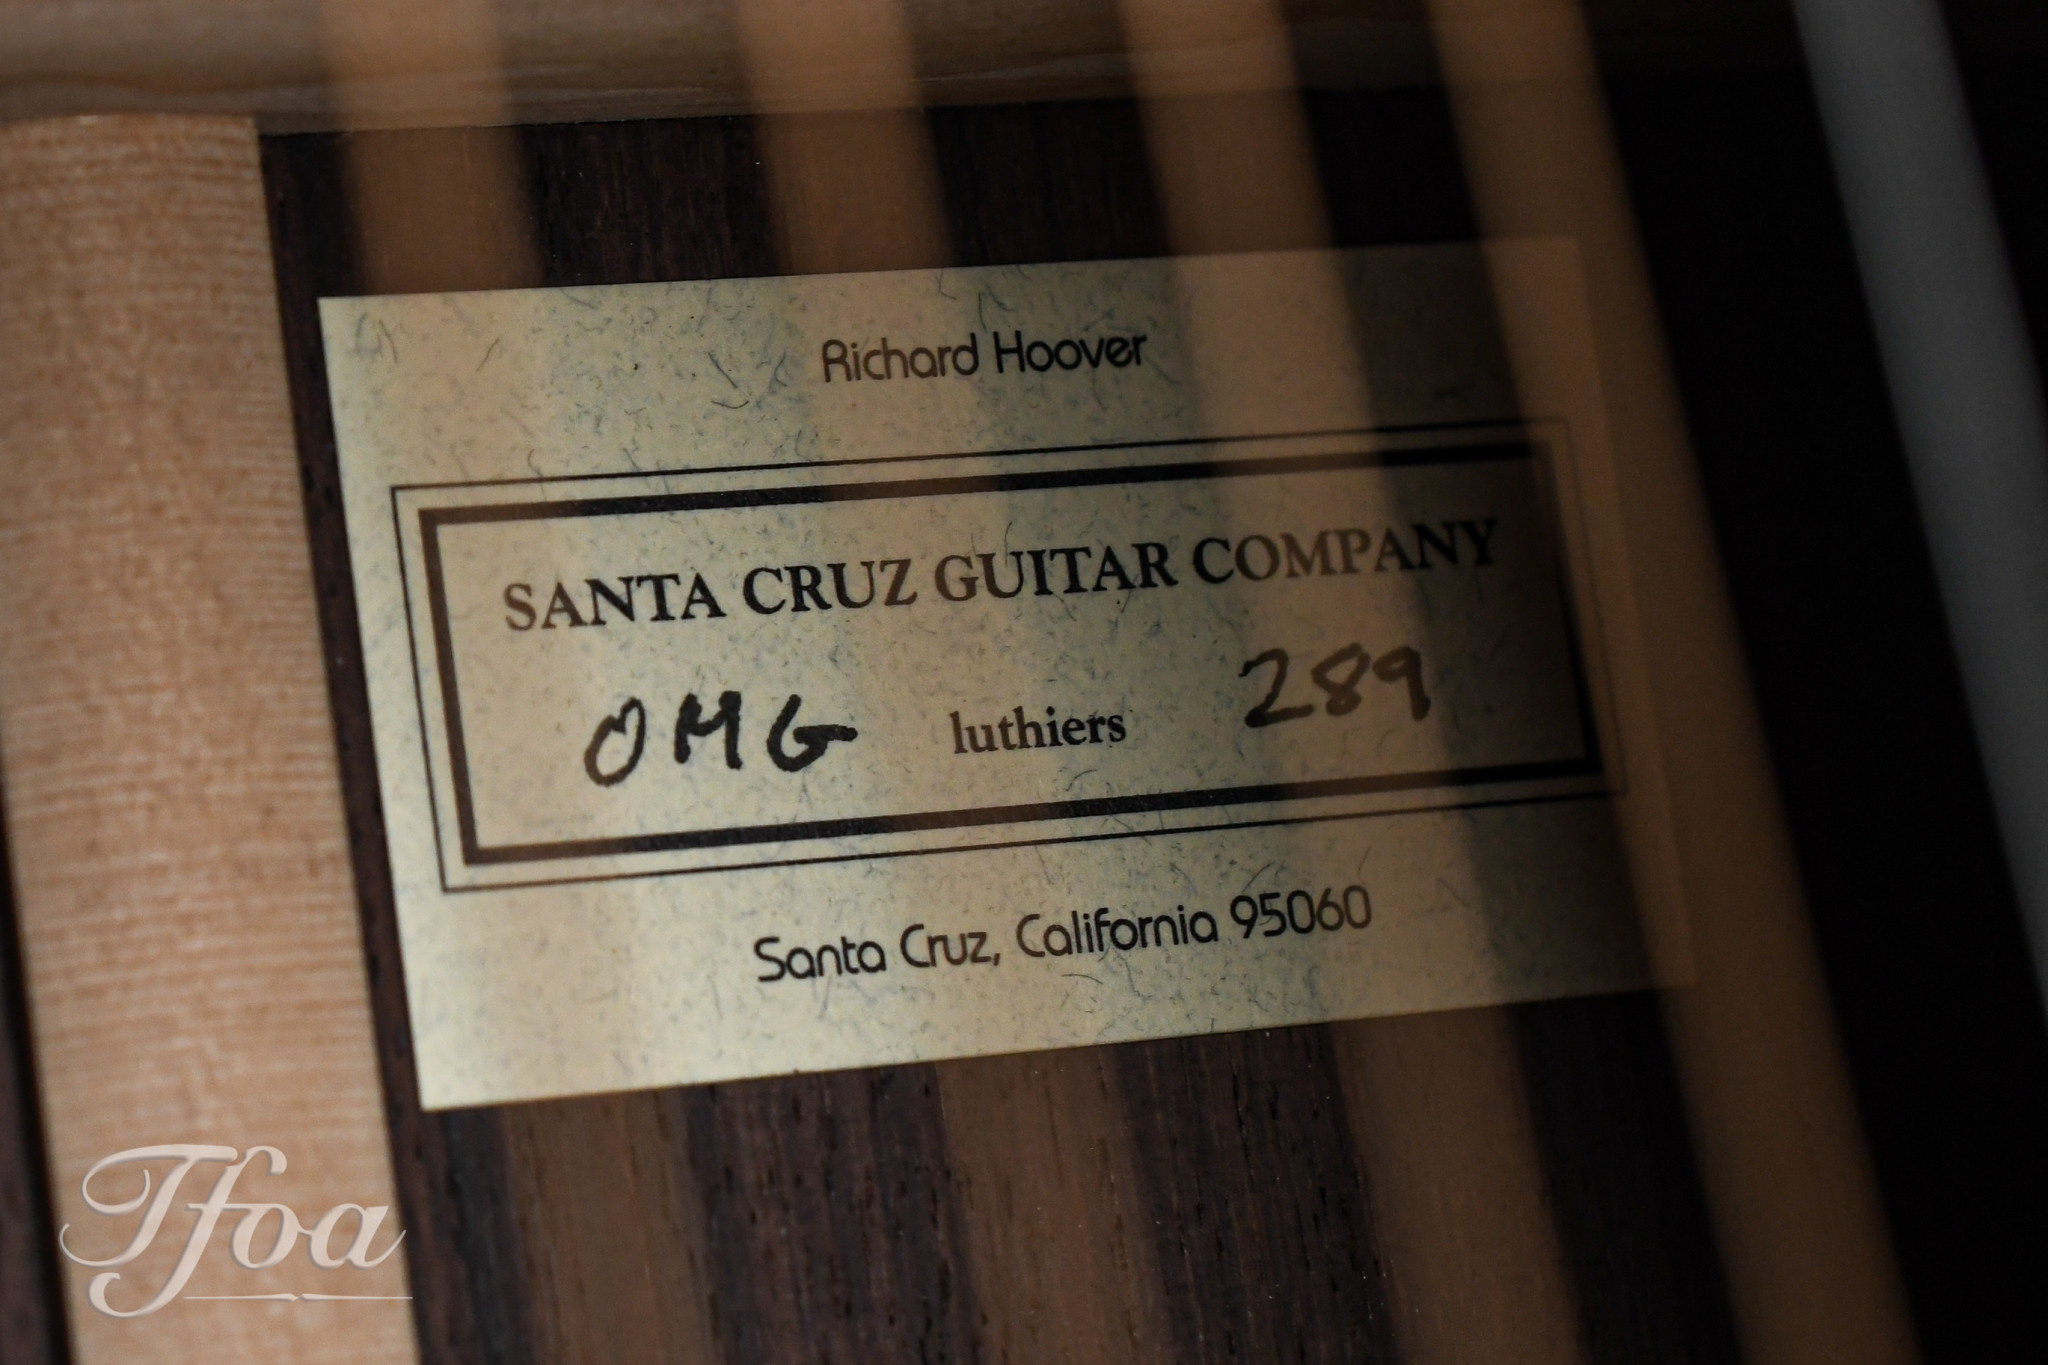 Richard Hoover
SANTA CRUZ GUITAR COMPANY
OMG luthiers 289
Santa Cruz, California 95060
Tfoa